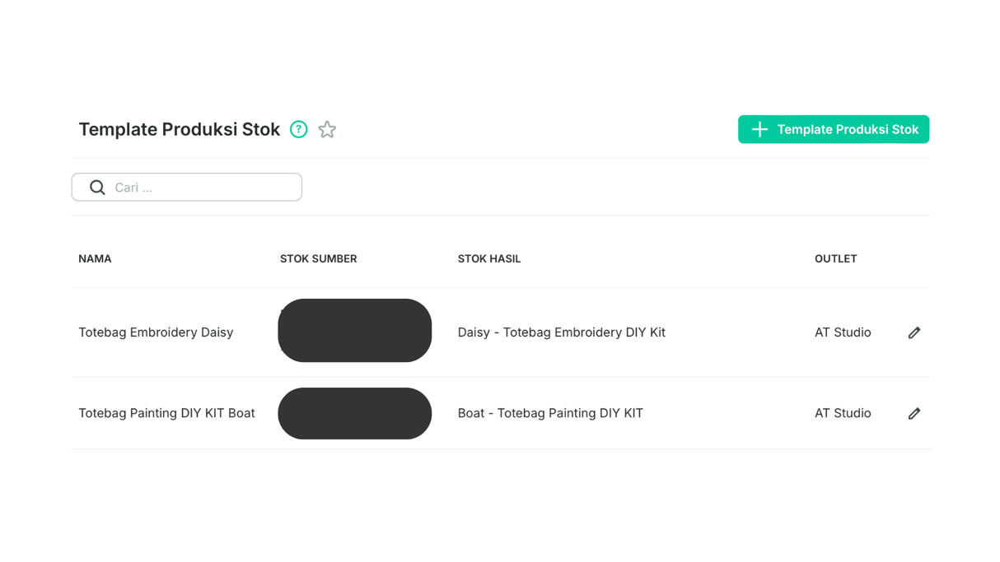 Template Produksi Stok ?
+ Template Produksi Stok
Cari ...
NAMA STOK SUMBER STOK HASIL OUTLET
Totebag Embroidery Daisy Daisy - Totebag Embroidery DIY Kit AT Studio
Totebag Painting DIY KIT Boat Boat - Totebag Painting DIY KIT AT Studio